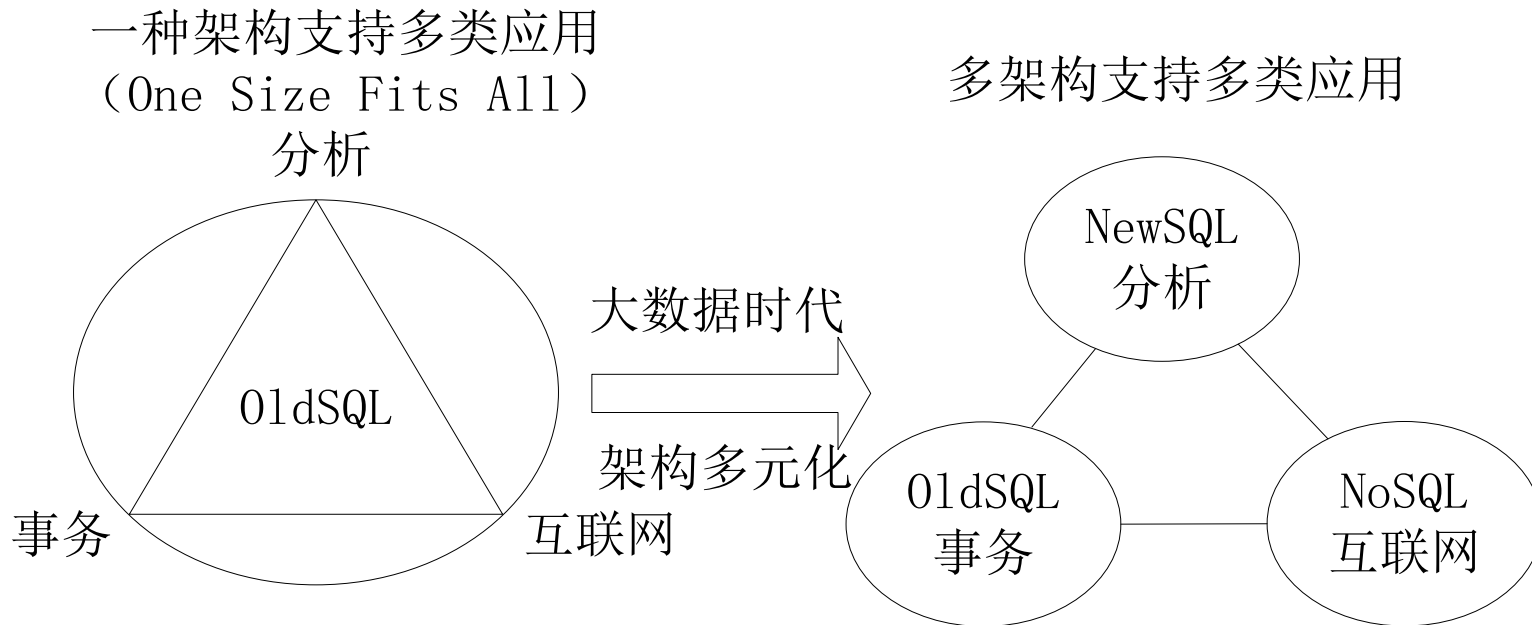 一种架构支持多类应用
（One Size Fits All）
分析
OldSQL
事务
互联网
大数据时代
架构多元化
多架构支持多类应用
NewSQL
分析
OldSQL
事务
NoSQL
互联网